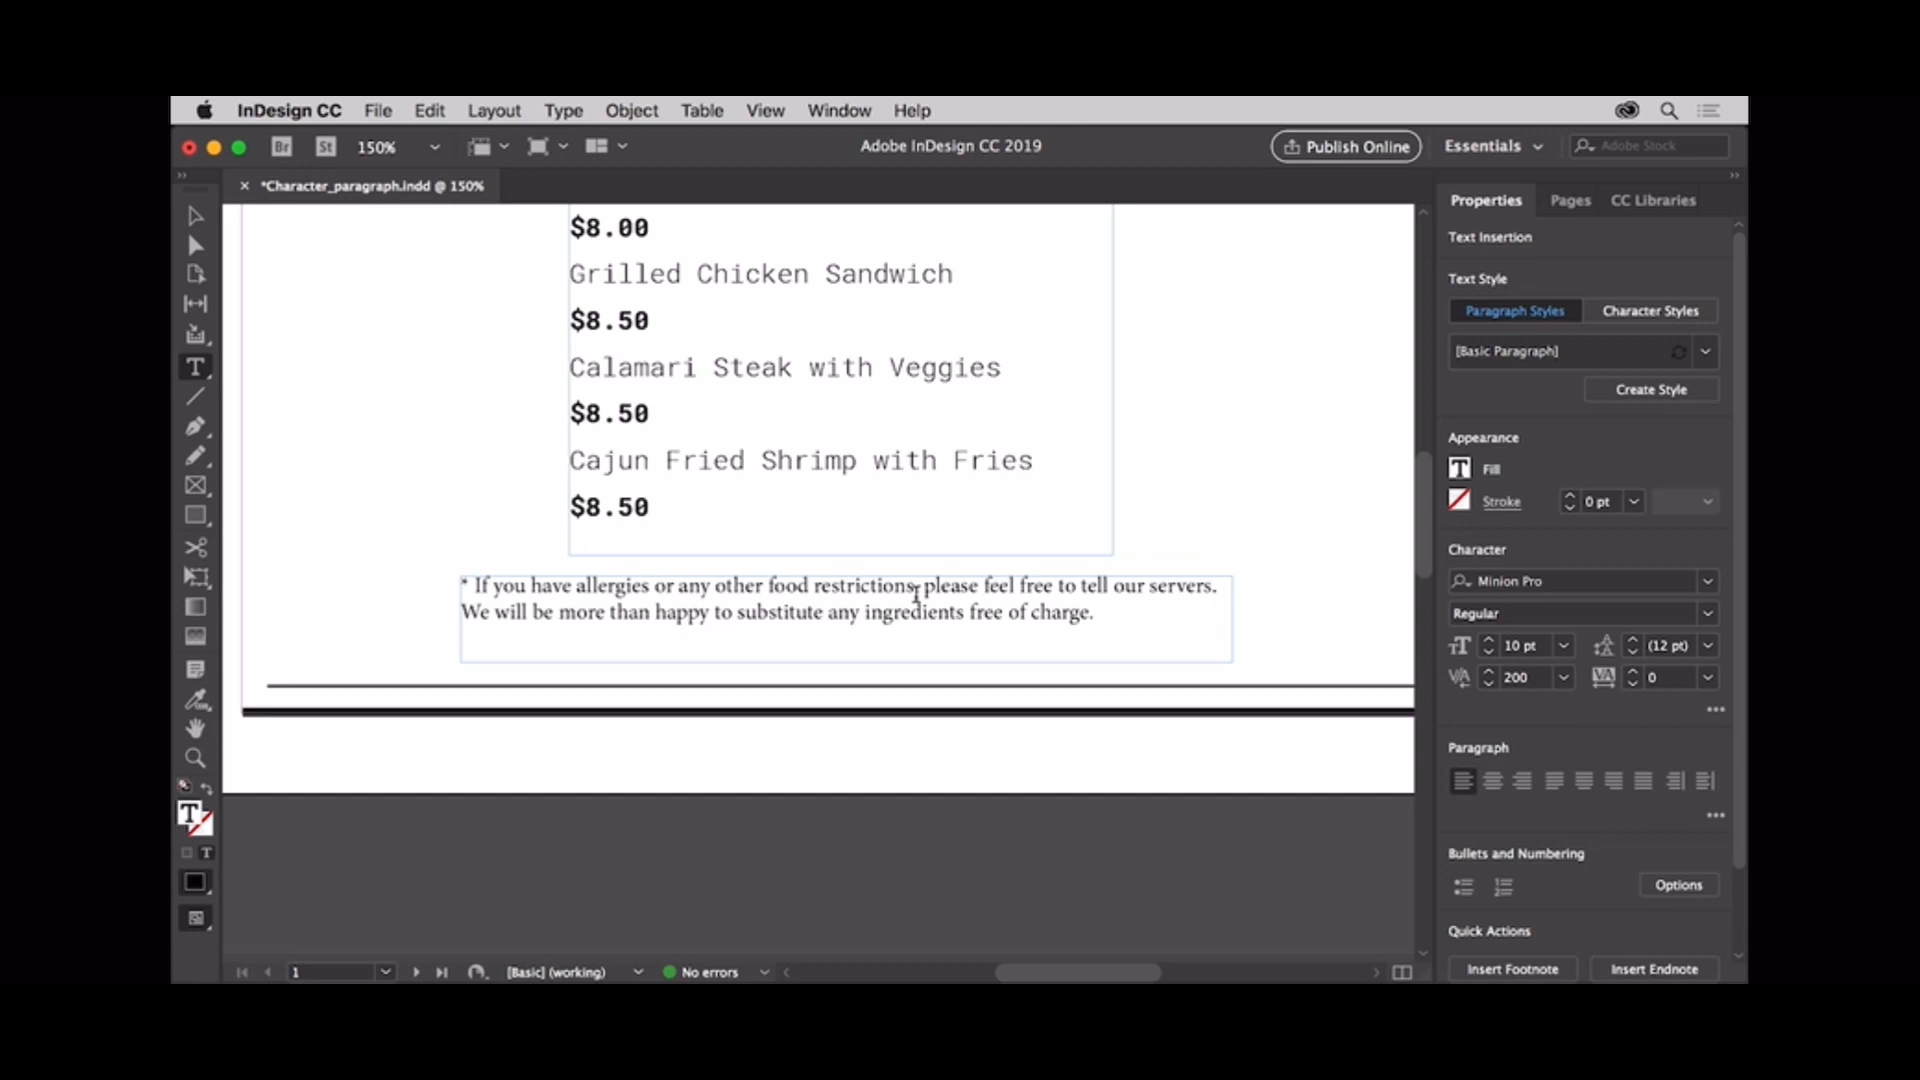 InDesign CC File Edit Layout Type Object Table View Window Help
Br St 150% Adobe InDesign CC 2019 Publish Online Essentials Adobe Stock
*Character_paragraph.indd @ 150%
Properties Pages CC Libraries
Text Insertion
Text Style
Paragraph Styles Character Styles
[Basic Paragraph]
Create Style
Appearance
Fill
Stroke 0 pt
Character
Minion Pro
Regular
10 pt (12 pt)
200 0
Paragraph
Bullets and Numbering
Options
Quick Actions
Insert Footnote Insert Endnote
$8.00
Grilled Chicken Sandwich
$8.50
Calamari Steak with Veggies
$8.50
Cajun Fried Shrimp with Fries
$8.50
* If you have allergies or any other food restrictions, please feel free to tell our servers.
We will be more than happy to substitute any ingredients free of charge.
1 [Basic] (working) No errors